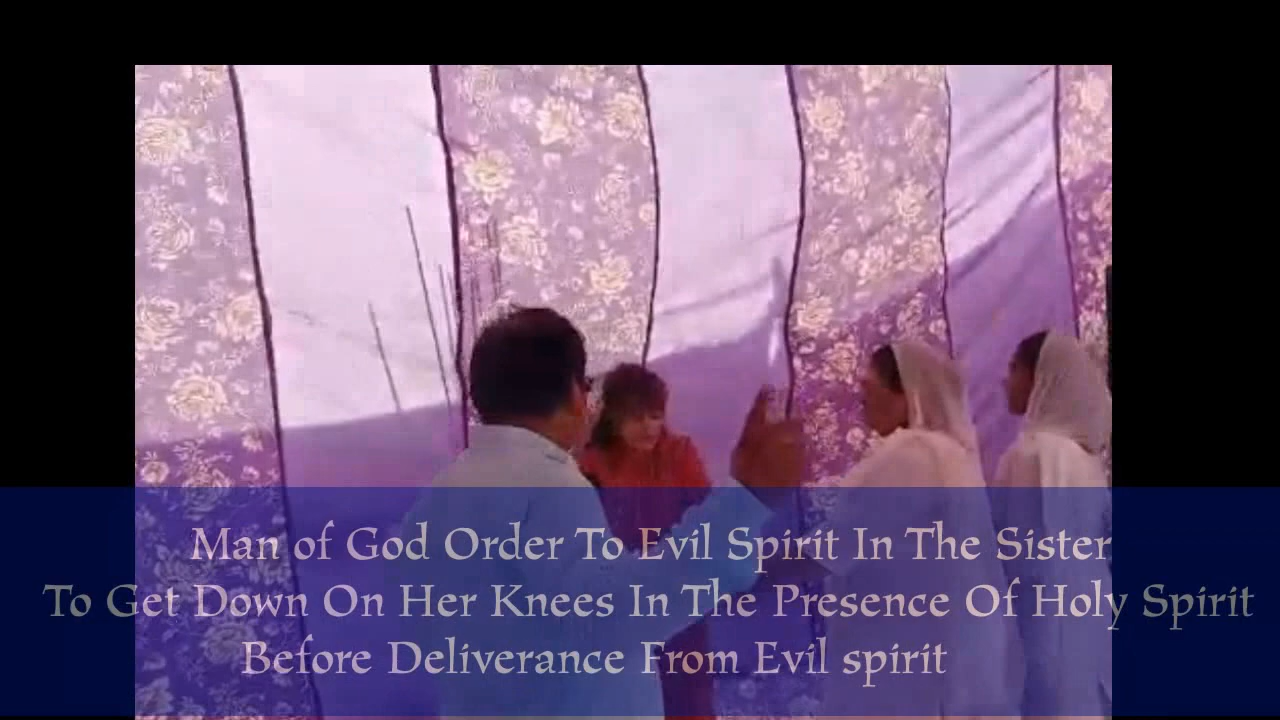 Man of God Order To Evil Spirit In The Sister
To Get Down On Her Knees In The Presence Of Holy Spirit
Before Deliverance From Evil spirit